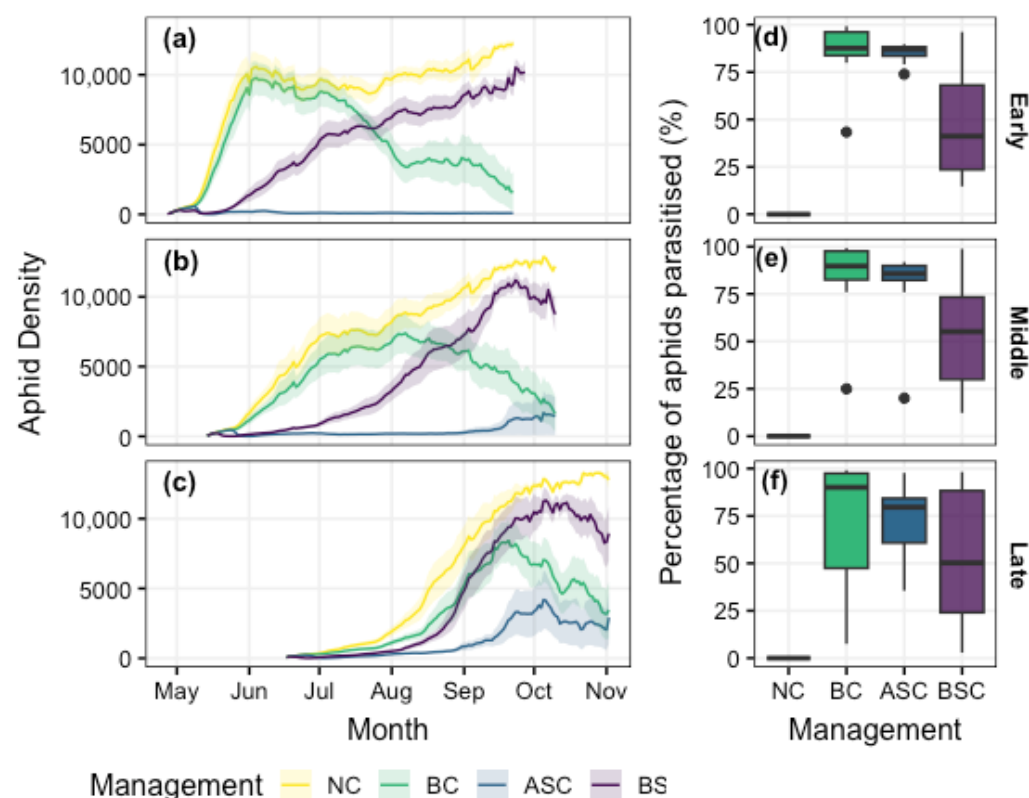 (a)
10,000
5000
0
(b)
10,000
5000
0
(c)
10,000
5000
0
Aphid Density
May Jun Jul Aug Sep Oct Nov
Month
(d)
100
75
50
25
0
Early
(e)
100
75
50
25
0
Middle
(f)
100
75
50
25
0
Late
Percentage of aphids parasitised (%)
NC BC ASC BSC
Management
Management NC BC ASC BS